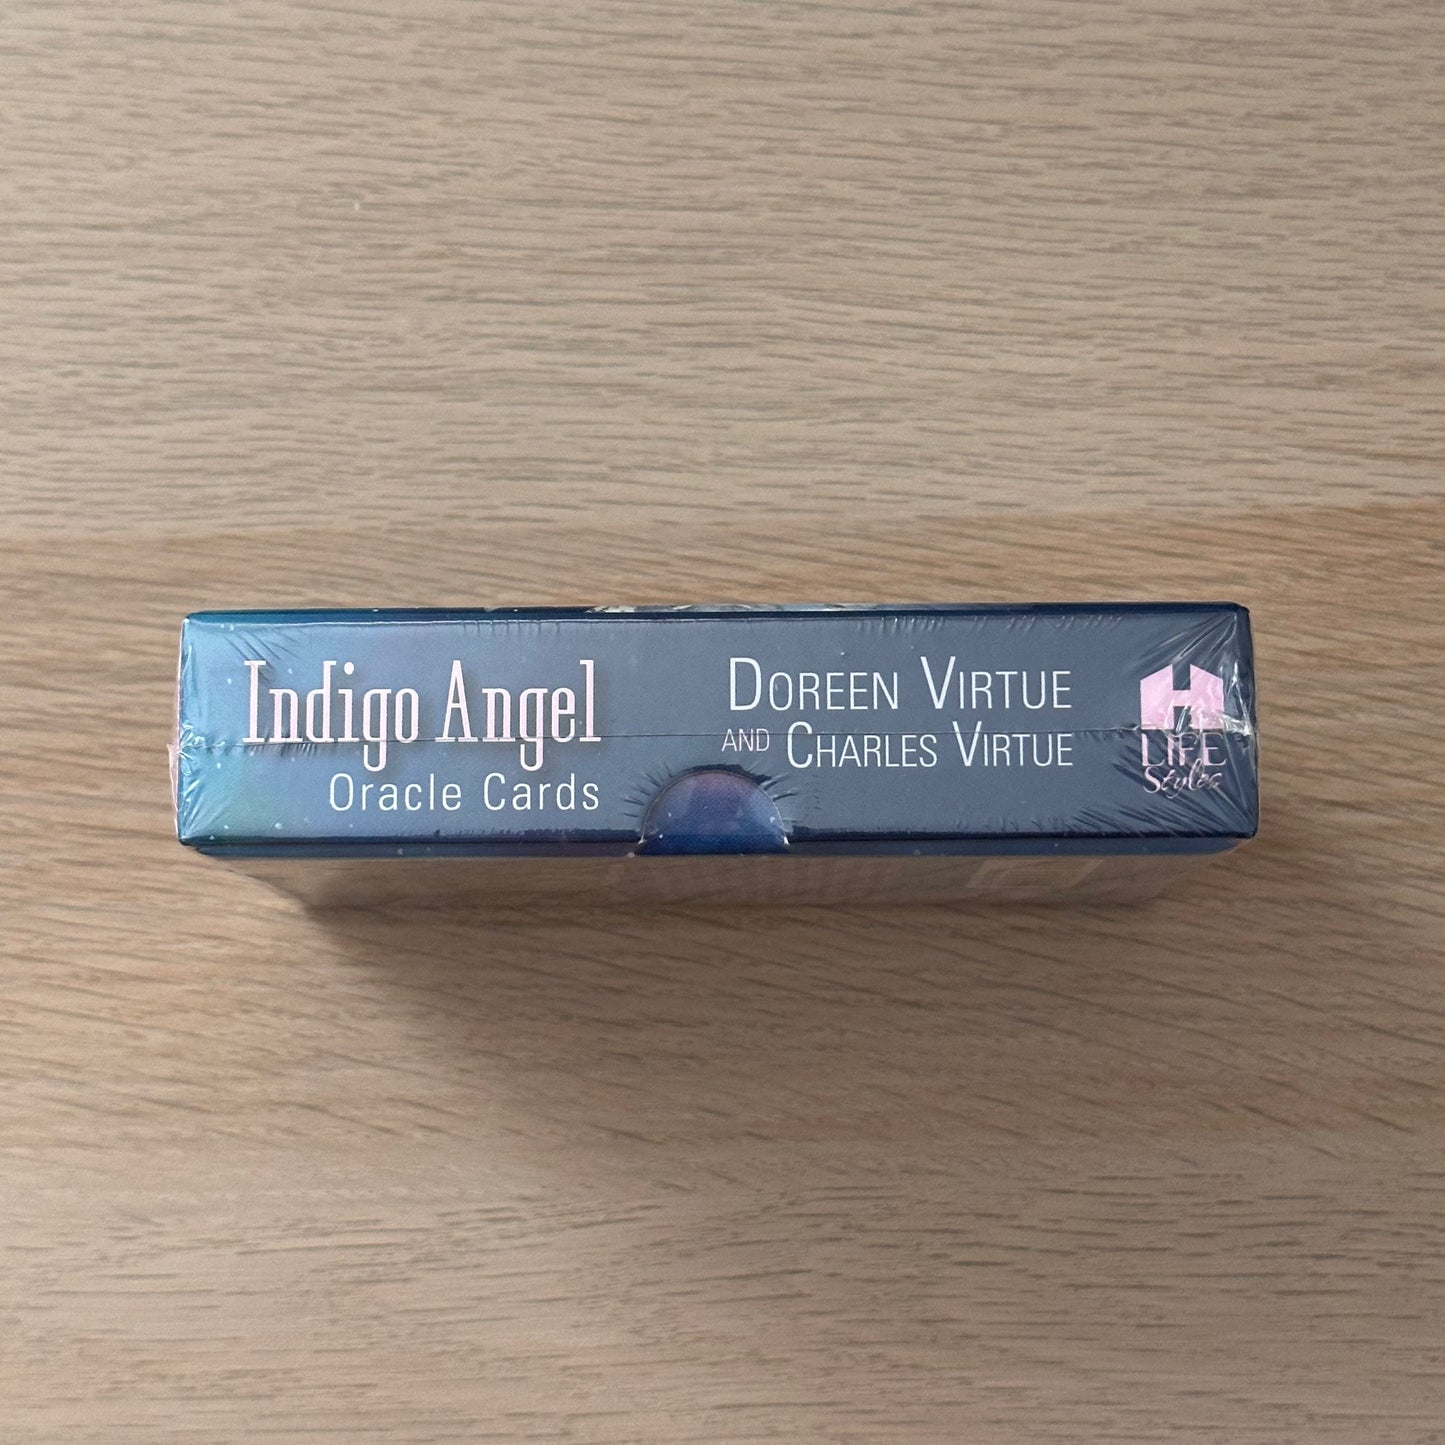 Indigo Angel
Oracle Cards
DOREEN VIRTUE
AND CHARLES VIRTUE
H
LIFE
Styles